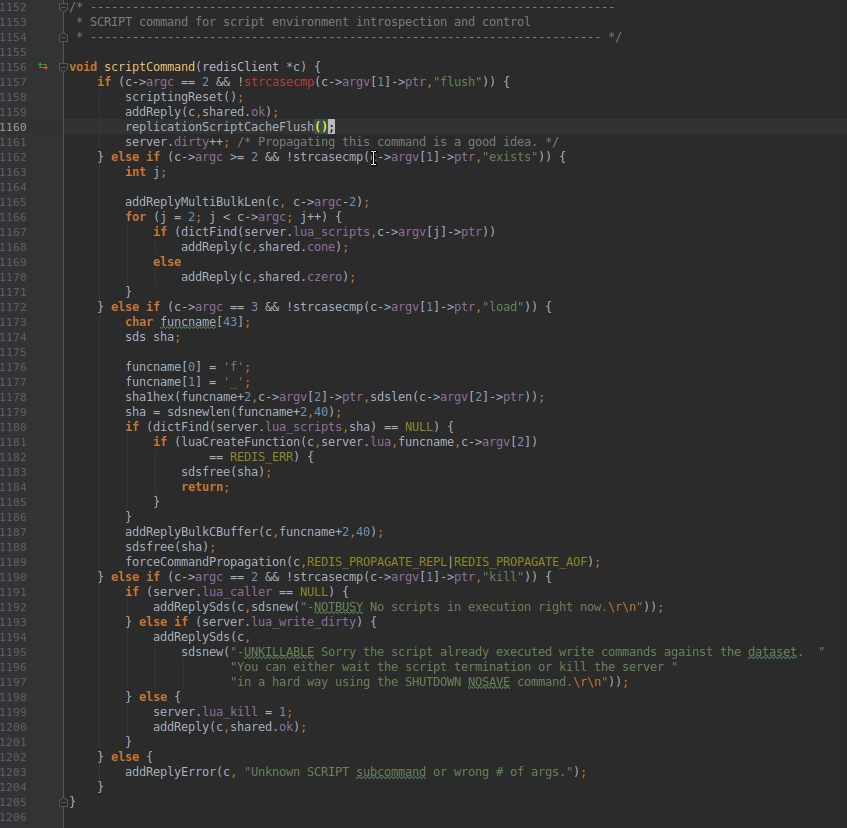 1152 /* ---------------------------------------------------------------------------
1153  * SCRIPT command for script environment introspection and control
1154  * ------------------------------------------------------------------------- */
1155
1156 void scriptCommand(redisClient *c) {
1157     if (c->argc == 2 && !strcasecmp(c->argv[1]->ptr,"flush")) {
1158         scriptingReset();
1159         addReply(c,shared.ok);
1160         replicationScriptCacheFlush();
1161         server.dirty++; /* Propagating this command is a good idea. */
1162     } else if (c->argc >= 2 && !strcasecmp(c->argv[1]->ptr,"exists")) {
1163         int j;
1164
1165         addReplyMultiBulkLen(c, c->argc-2);
1166         for (j = 2; j < c->argc; j++) {
1167             if (dictFind(server.lua_scripts,c->argv[j]->ptr))
1168                 addReply(c,shared.cone);
1169             else
1170                 addReply(c,shared.czero);
1171         }
1172     } else if (c->argc == 3 && !strcasecmp(c->argv[1]->ptr,"load")) {
1173         char funcname[43];
1174         sds sha;
1175
1176         funcname[0] = 'f';
1177         funcname[1] = '_';
1178         sha1hex(funcname+2,c->argv[2]->ptr,sdslen(c->argv[2]->ptr));
1179         sha = sdsnewlen(funcname+2,40);
1180         if (dictFind(server.lua_scripts,sha) == NULL) {
1181             if (luaCreateFunction(c,server.lua,funcname,c->argv[2])
1182                     == REDIS_ERR) {
1183                 sdsfree(sha);
1184                 return;
1185             }
1186         }
1187         addReplyBulkCBuffer(c,funcname+2,40);
1188         sdsfree(sha);
1189         forceCommandPropagation(c,REDIS_PROPAGATE_REPL|REDIS_PROPAGATE_AOF);
1190     } else if (c->argc == 2 && !strcasecmp(c->argv[1]->ptr,"kill")) {
1191         if (server.lua_caller == NULL) {
1192             addReplySds(c,sdsnew("-NOTBUSY No scripts in execution right now.\r\n"));
1193         } else if (server.lua_write_dirty) {
1194             addReplySds(c,
1195                 sdsnew("-UNKILLABLE Sorry the script already executed write commands against the dataset.  "
1196                        "You can either wait the script termination or kill the server "
1197                        "in a hard way using the SHUTDOWN NOSAVE command.\r\n"));
1198         } else {
1199             server.lua_kill = 1;
1200             addReply(c,shared.ok);
1201         }
1202     } else {
1203         addReplyError(c, "Unknown SCRIPT subcommand or wrong # of args.");
1204     }
1205 }
1206